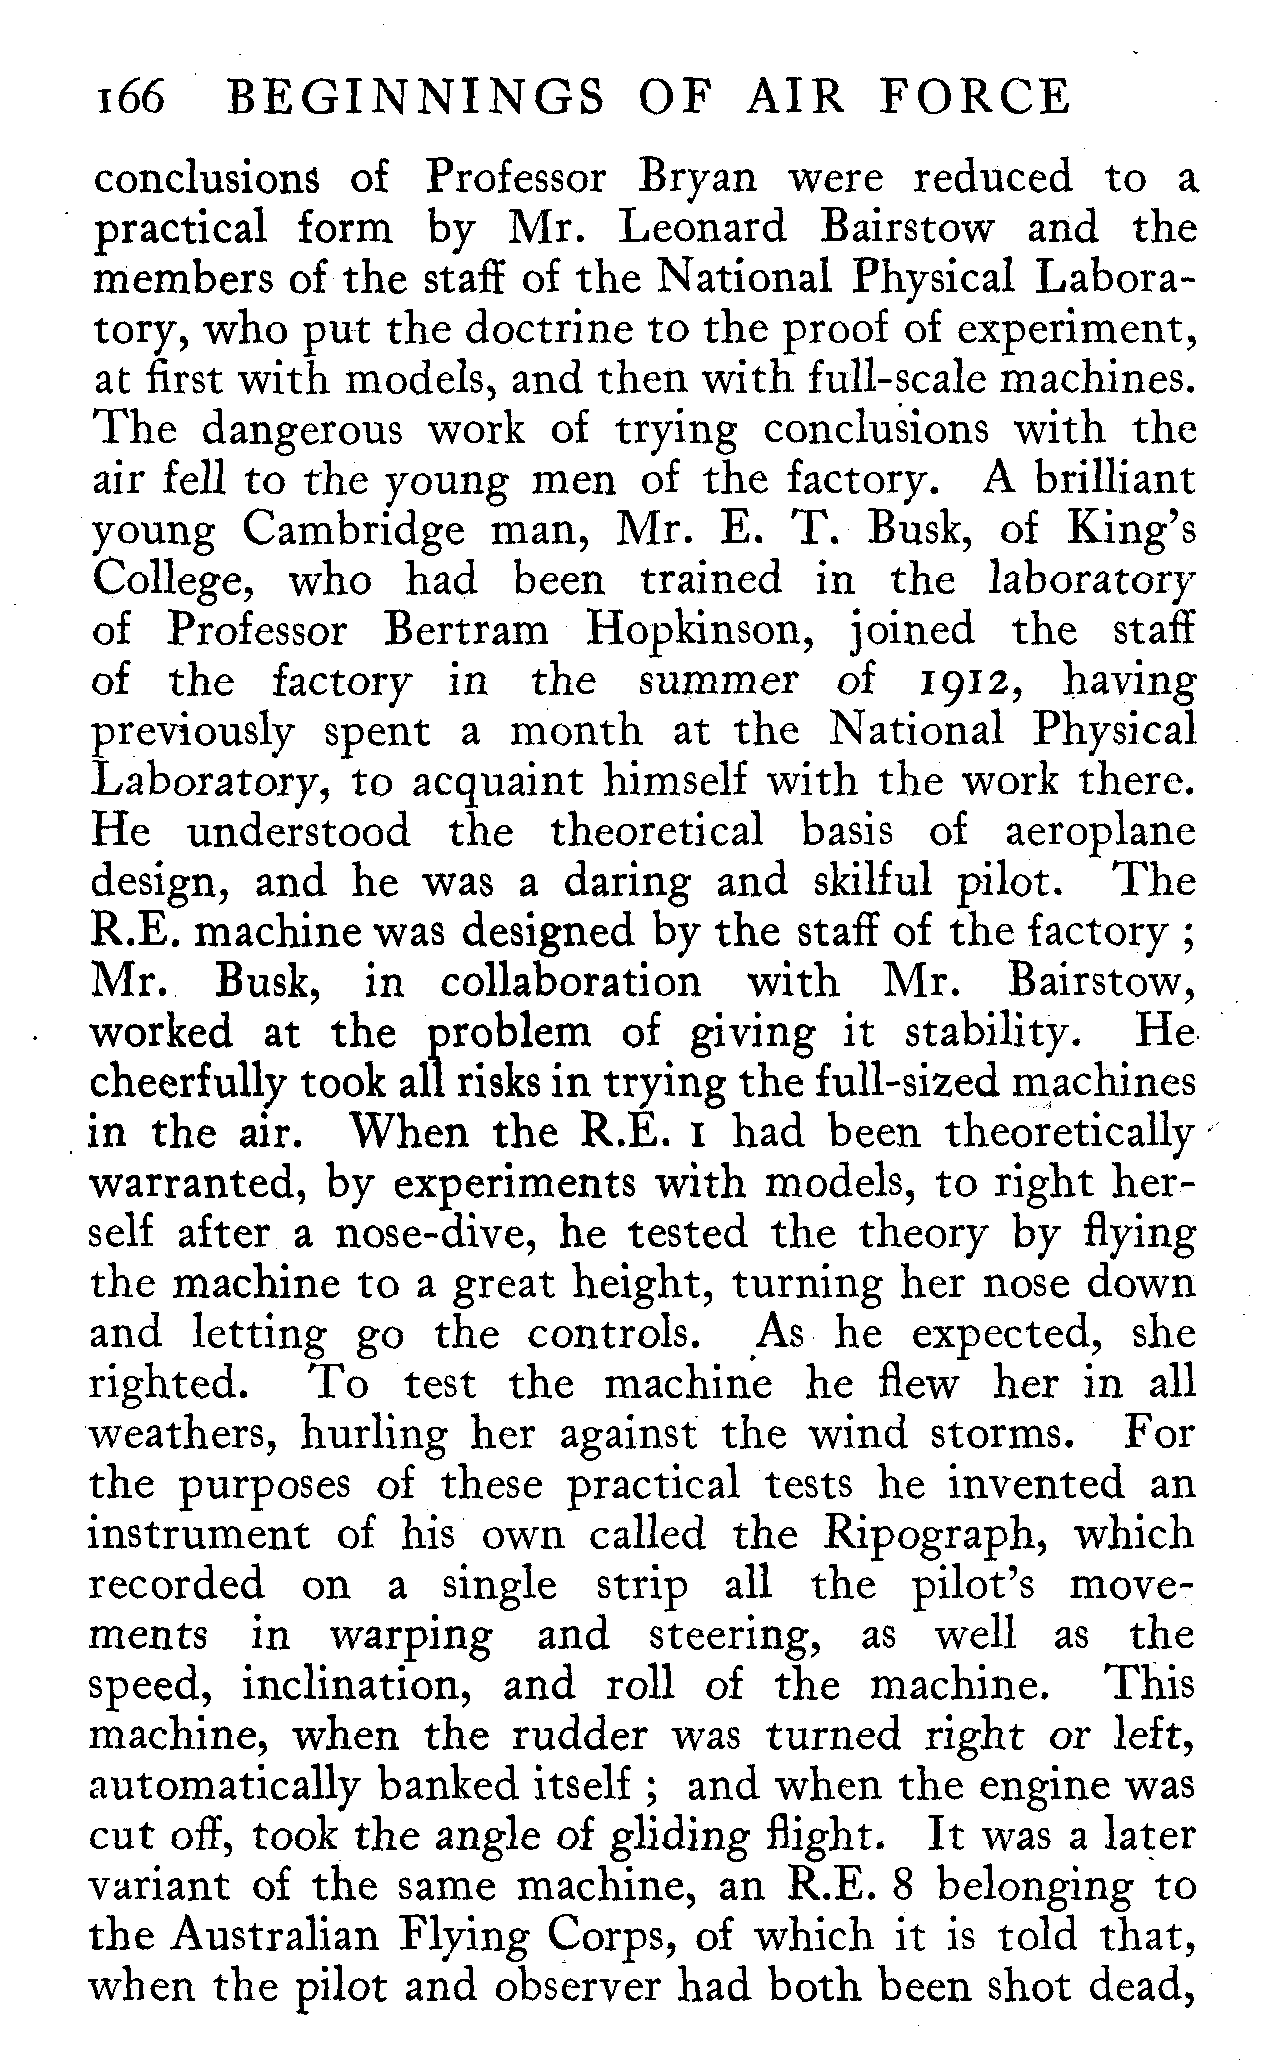 166 BEGINNINGS OF AIR FORCE
conclusions of Professor Bryan were reduced to a
practical form by Mr. Leonard Bairstow and the
members of the staff of the National Physical Labora-
tory, who put the doctrine to the proof of experiment,
at first with models, and then with full-scale machines.
The dangerous work of trying conclusions with the
air fell to the young men of the factory. A brilliant
young Cambridge man, Mr. E. T. Busk, of King's
College, who had been trained in the laboratory
of Professor Bertram Hopkinson, joined the staff
of the factory in the summer of 1912, having
previously spent a month at the National Physical
Laboratory, to acquaint himself with the work there.
He understood the theoretical basis of aeroplane
design, and he was a daring and skilful pilot. The
R.E. machine was designed by the staff of the factory ;
Mr. Busk, in collaboration with Mr. Bairstow,
worked at the problem of giving it stability. He
cheerfully took all risks in trying the full-sized machines
in the air. When the R.E. 1 had been theoretically
warranted, by experiments with models, to right her-
self after a nose-dive, he tested the theory by flying
the machine to a great height, turning her nose down
and letting go the controls. As he expected, she
righted. To test the machine he flew her in all
weathers, hurling her against the wind storms. For
the purposes of these practical tests he invented an
instrument of his own called the Ripograph, which
recorded on a single strip all the pilot's move-
ments in warping and steering, as well as the
speed, inclination, and roll of the machine. This
machine, when the rudder was turned right or left,
automatically banked itself ; and when the engine was
cut off, took the angle of gliding flight. It was a later
variant of the same machine, an R.E. 8 belonging to
the Australian Flying Corps, of which it is told that,
when the pilot and observer had both been shot dead,